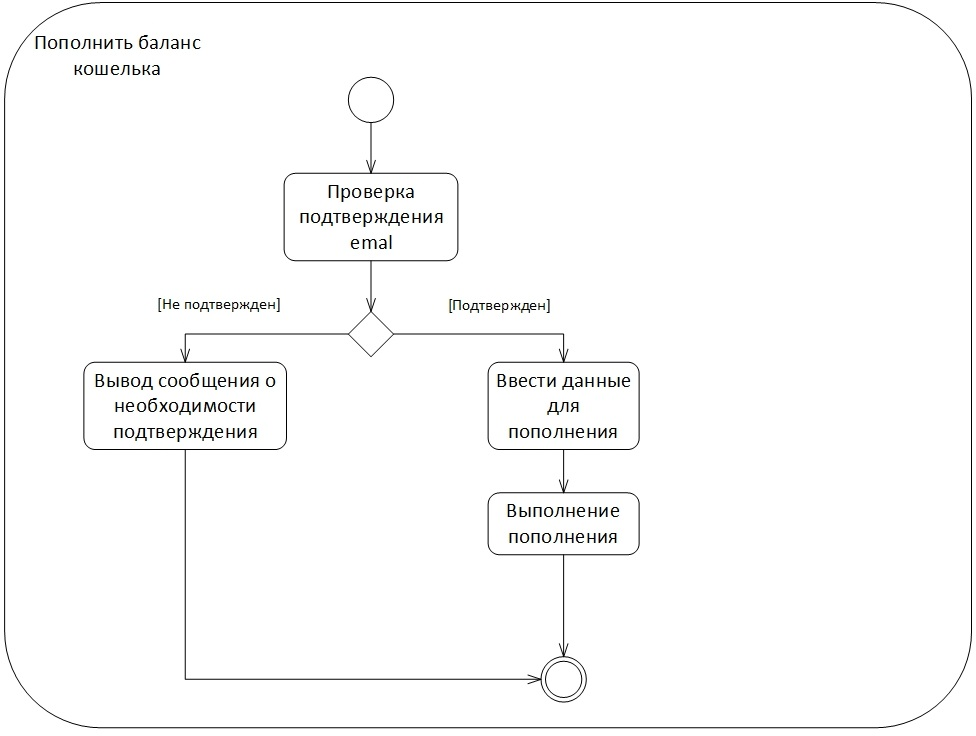 Пополнить баланс
кошелька
Проверка
подтверждения
emal
[Не подтвержден]
[Подтвержден]
Вывод сообщения о
необходимости
подтверждения
Ввести данные
для
пополнения
Выполнение
пополнения